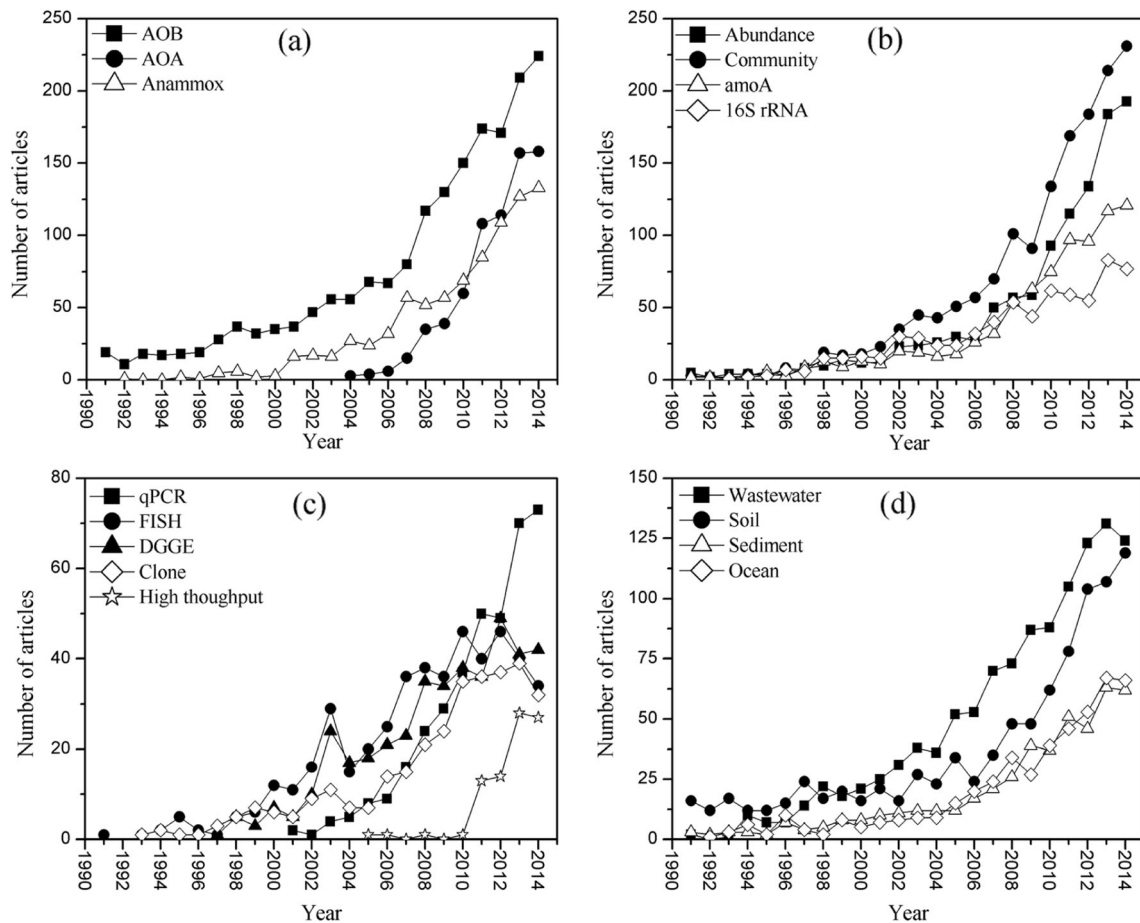 (a)
AOB
AOA
Anammox
250
200
150
100
50
0
Number of articles
1990
1992
1994
1996
1998
2000
2002
2004
2006
2008
2010
2012
2014
Year
(b)
Abundance
Community
amoA
16S rRNA
250
200
150
100
50
0
Number of articles
1990
1992
1994
1996
1998
2000
2002
2004
2006
2008
2010
2012
2014
Year
(c)
qPCR
FISH
DGGE
Clone
High thoughput
80
60
40
20
0
Number of articles
1990
1992
1994
1996
1998
2000
2002
2004
2006
2008
2010
2012
2014
Year
(d)
Wastewater
Soil
Sediment
Ocean
150
125
100
75
50
25
0
Number of articles
1990
1992
1994
1996
1998
2000
2002
2004
2006
2008
2010
2012
2014
Year